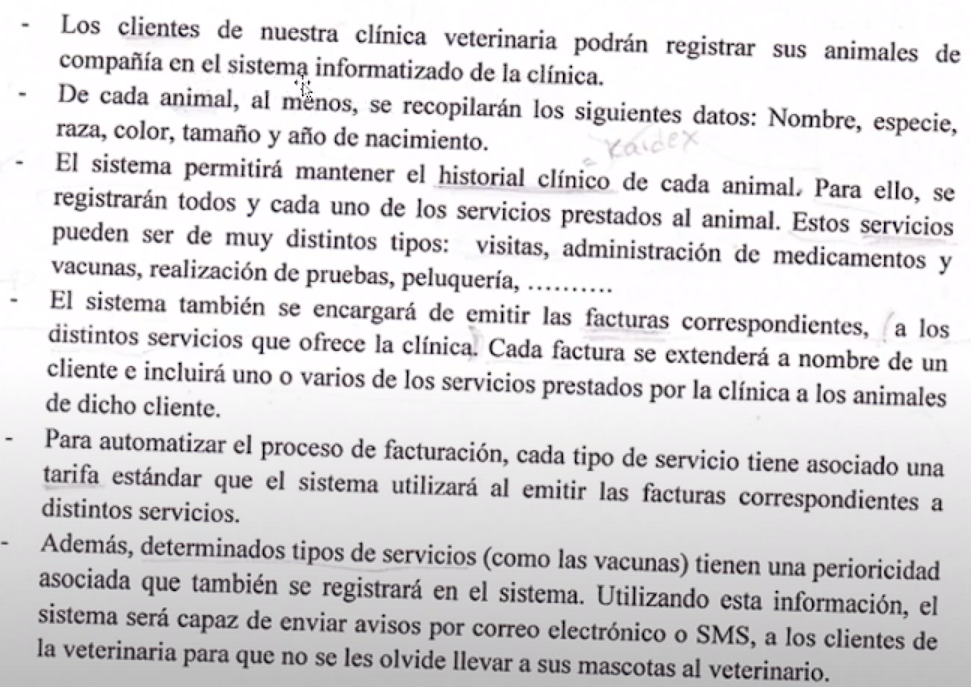 - Los clientes de nuestra clínica veterinaria podrán registrar sus animales de
compañía en el sistema informatizado de la clínica.
- De cada animal, al menos, se recopilarán los siguientes datos: Nombre, especie,
raza, color, tamaño y año de nacimiento.
= Kardex
- El sistema permitirá mantener el historial clínico de cada animal. Para ello, se
registrarán todos y cada uno de los servicios prestados al animal. Estos servicios
pueden ser de muy distintos tipos: visitas, administración de medicamentos y
vacunas, realización de pruebas, peluquería, ..........
- El sistema también se encargará de emitir las facturas correspondientes, (a los
distintos servicios que ofrece la clínica. Cada factura se extenderá a nombre de un
cliente e incluirá uno o varios de los servicios prestados por la clínica a los animales
de dicho cliente.
- Para automatizar el proceso de facturación, cada tipo de servicio tiene asociado una
tarifa estándar que el sistema utilizará al emitir las facturas correspondientes a
distintos servicios.
- Además, determinados tipos de servicios (como las vacunas) tienen una perioricidad
asociada que también se registrará en el sistema. Utilizando esta información, el
sistema será capaz de enviar avisos por correo electrónico o SMS, a los clientes de
la veterinaria para que no se les olvide llevar a sus mascotas al veterinario.